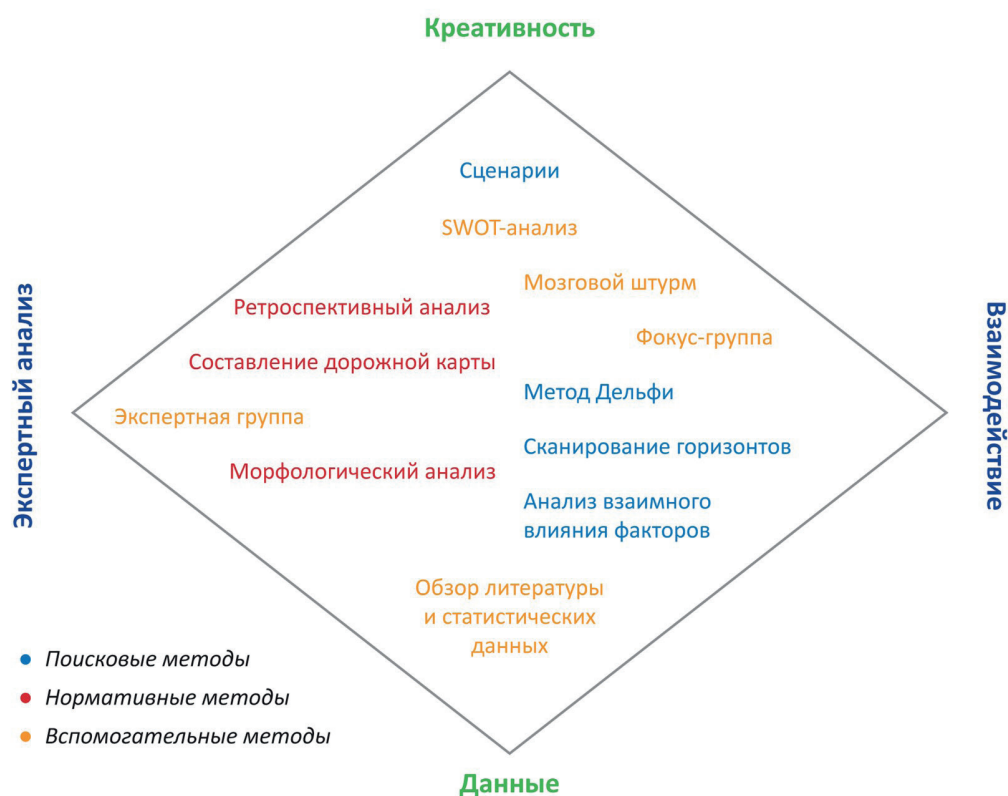 Креативность
Сценарии
SWOT-анализ
Мозговой штурм
Ретроспективный анализ
Фокус-группа
Составление дорожной карты
Метод Дельфи
Экспертная группа
Сканирование горизонтов
Морфологический анализ
Анализ взаимного
влияния факторов
Обзор литературы
и статистических
данных
Экспертный анализ
Взаимодействие
Поисковые методы
Нормативные методы
Вспомогательные методы
Данные